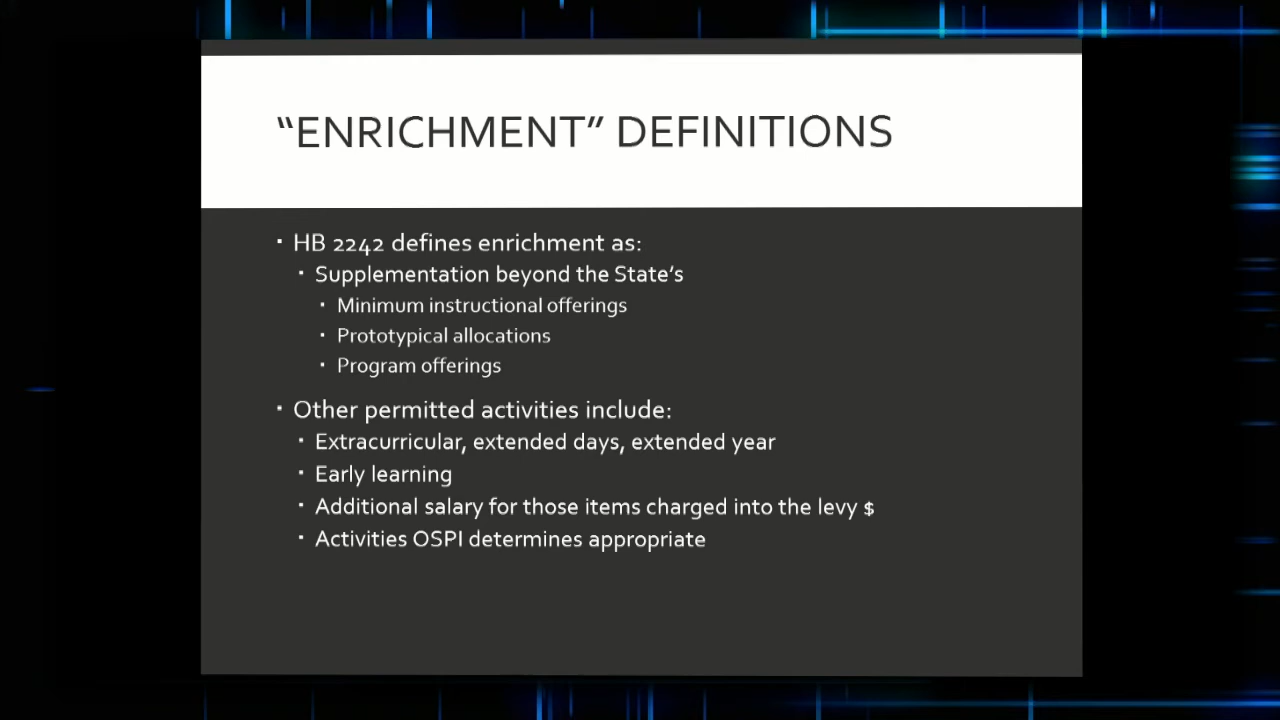 “ENRICHMENT” DEFINITIONS
▪ HB 2242 defines enrichment as:
▪ Supplementation beyond the State’s
▪ Minimum instructional offerings
▪ Prototypical allocations
▪ Program offerings
▪ Other permitted activities include:
▪ Extracurricular, extended days, extended year
▪ Early learning
▪ Additional salary for those items charged into the levy $
▪ Activities OSPI determines appropriate